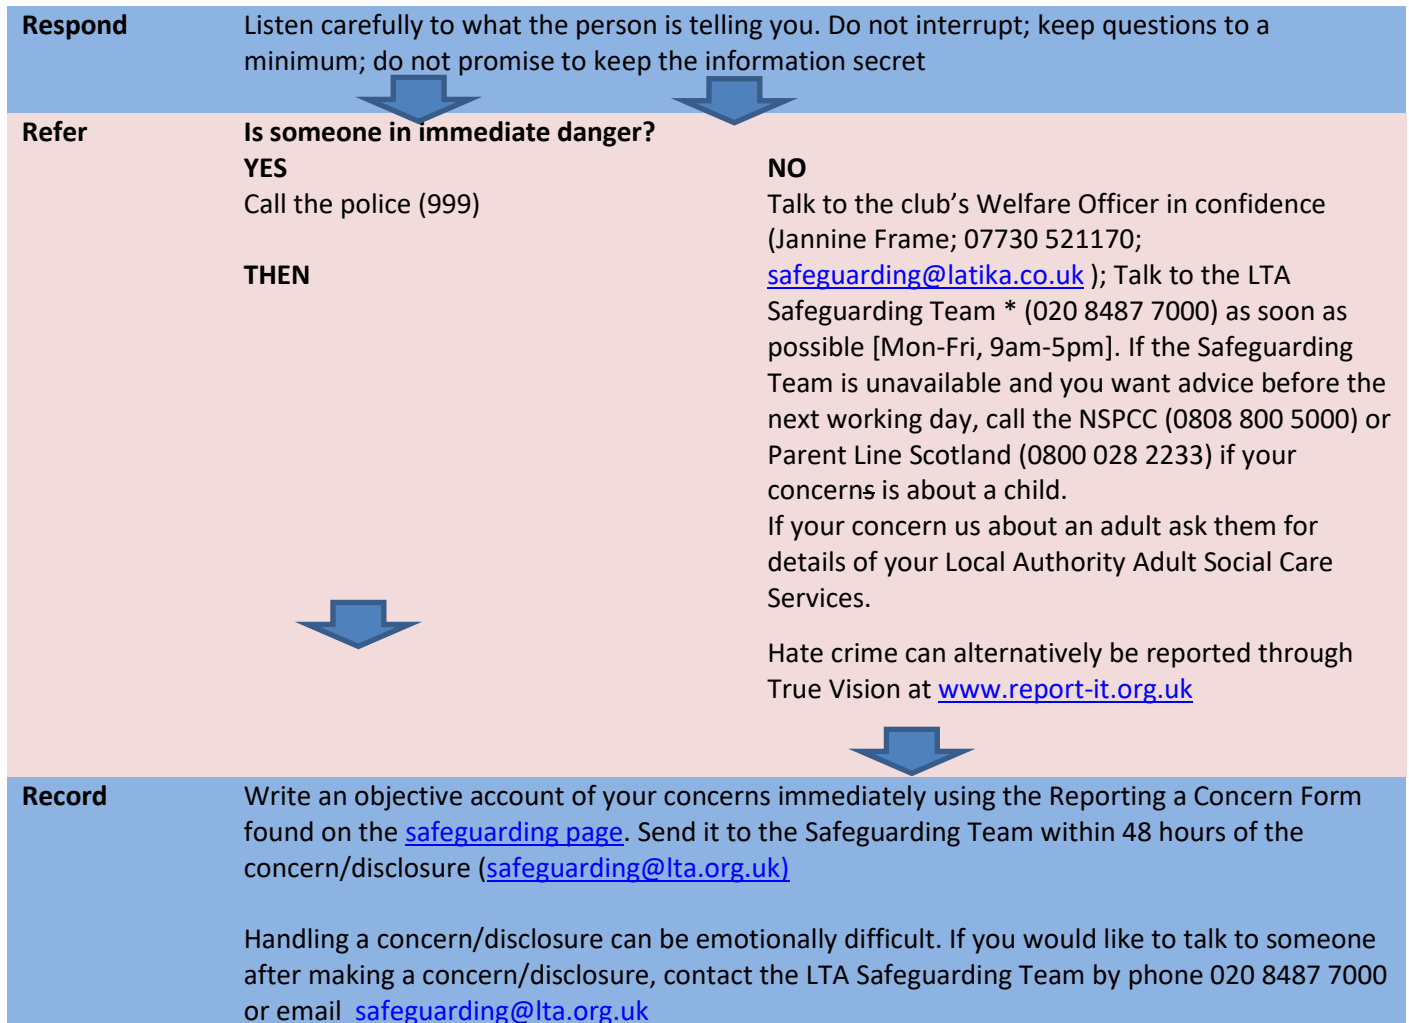 Respond
Listen carefully to what the person is telling you. Do not interrupt; keep questions to a
minimum; do not promise to keep the information secret
Refer
Is someone in immediate danger?
YES
Call the police (999)
THEN
NO
Talk to the club’s Welfare Officer in confidence
(Jannine Frame; 07730 521170;
safeguarding@latika.co.uk ); Talk to the LTA
Safeguarding Team * (020 8487 7000) as soon as
possible [Mon-Fri, 9am-5pm]. If the Safeguarding
Team is unavailable and you want advice before the
next working day, call the NSPCC (0808 800 5000) or
Parent Line Scotland (0800 028 2233) if your
concerns is about a child.
If your concern us about an adult ask them for
details of your Local Authority Adult Social Care
Services.
Hate crime can alternatively be reported through
True Vision at www.report-it.org.uk
Record
Write an objective account of your concerns immediately using the Reporting a Concern Form
found on the safeguarding page. Send it to the Safeguarding Team within 48 hours of the
concern/disclosure (safeguarding@lta.org.uk)
Handling a concern/disclosure can be emotionally difficult. If you would like to talk to someone
after making a concern/disclosure, contact the LTA Safeguarding Team by phone 020 8487 7000
or email safeguarding@lta.org.uk